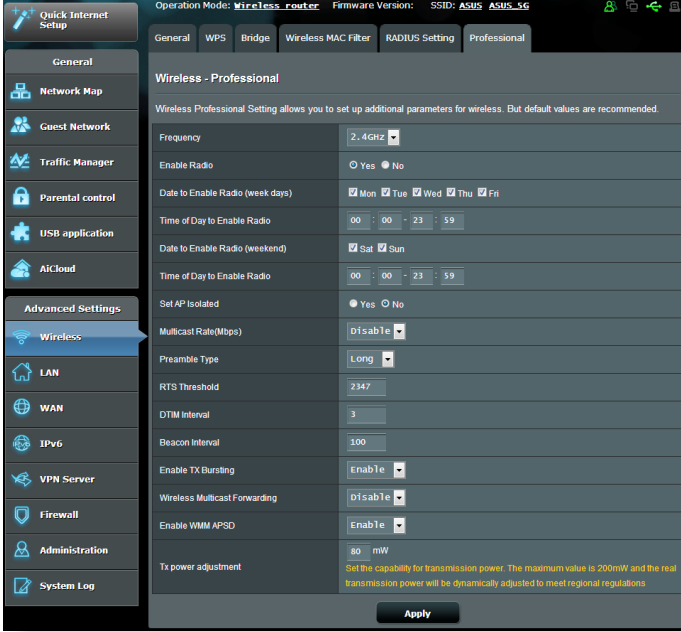 Quick Internet
Setup
Operation Mode: Wireless router Firmware Version: SSID: ASUS ASUS_5G
General WPS Bridge Wireless MAC Filter RADIUS Setting Professional
General
Network Map
Guest Network
Traffic Manager
Parental control
USB application
AiCloud
Advanced Settings
Wireless
LAN
WAN
IPv6
VPN Server
Firewall
Administration
System Log
Wireless - Professional
Wireless Professional Setting allows you to set up additional parameters for wireless. But default values are recommended.
Frequency 2.4GHz
Enable Radio Yes No
Date to Enable Radio (week days) Mon Tue Wed Thu Fri
Time of Day to Enable Radio 00 : 00 - 23 : 59
Date to Enable Radio (weekend) Sat Sun
Time of Day to Enable Radio 00 : 00 - 23 : 59
Set AP Isolated Yes No
Multicast Rate(Mbps) Disable
Preamble Type Long
RTS Threshold 2347
DTIM Interval 3
Beacon Interval 100
Enable TX Bursting Enable
Wireless Multicast Forwarding Disable
Enable WMM APSD Enable
Tx power adjustment 80 mW
Set the capability for transmission power. The maximum value is 200mW and the real
transmission power will be dynamically adjusted to meet regional regulations
Apply